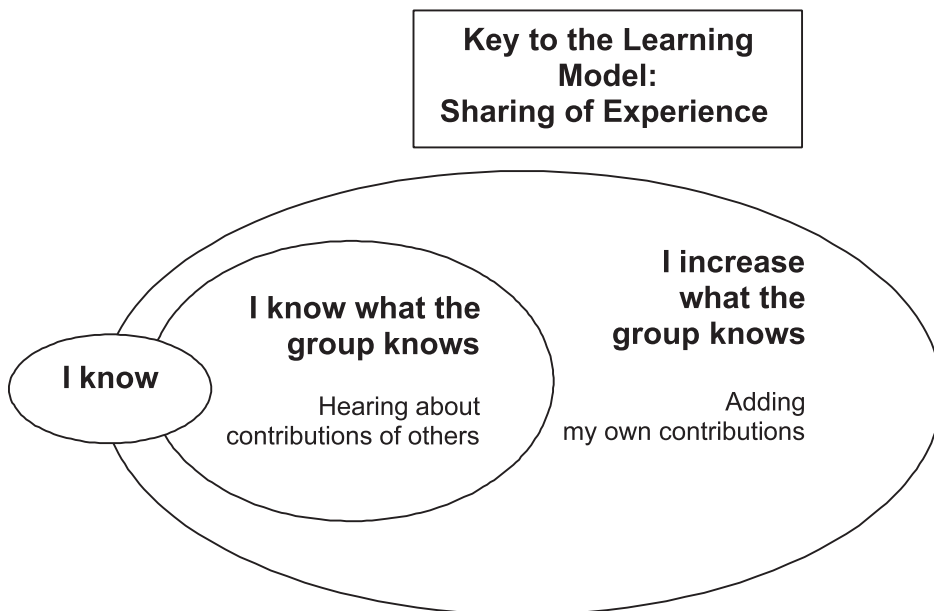 Key to the Learning
Model:
Sharing of Experience
I increase
what the
group knows
I know what the
group knows
I know
Hearing about
contributions of others
Adding
my own contributions